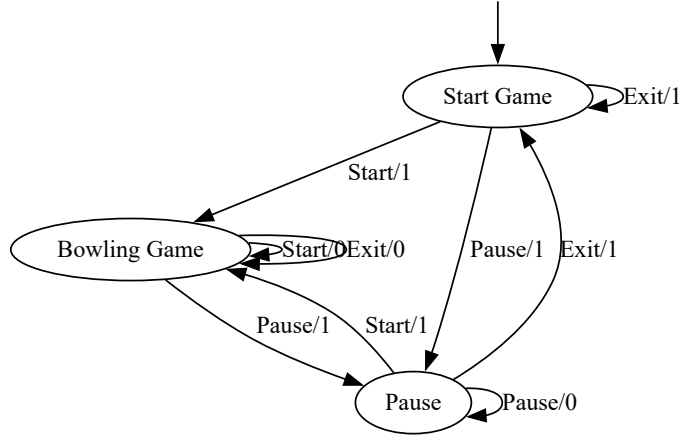 Start Game
Exit/1
Start/1
Bowling Game
Start/0
Exit/0
Pause/1
Exit/1
Pause/1
Start/1
Pause
Pause/0